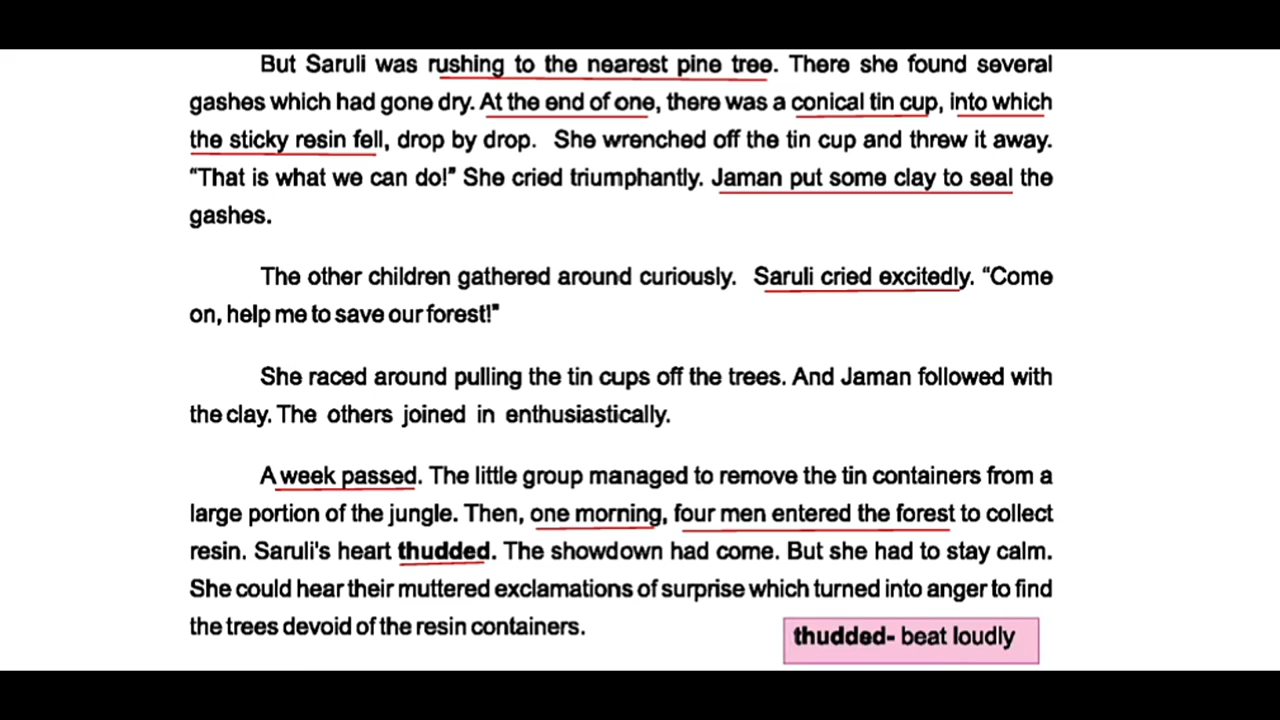 But Saruli was rushing to the nearest pine tree. There she found several
gashes which had gone dry. At the end of one, there was a conical tin cup, into which
the sticky resin fell, drop by drop. She wrenched off the tin cup and threw it away.
“That is what we can do!” She cried triumphantly. Jaman put some clay to seal the
gashes.
The other children gathered around curiously. Saruli cried excitedly. “Come
on, help me to save our forest!”
She raced around pulling the tin cups off the trees. And Jaman followed with
the clay. The others joined in enthusiastically.
A week passed. The little group managed to remove the tin containers from a
large portion of the jungle. Then, one morning, four men entered the forest to collect
resin. Saruli's heart thudded. The showdown had come. But she had to stay calm.
She could hear their muttered exclamations of surprise which turned into anger to find
the trees devoid of the resin containers.
thudded- beat loudly